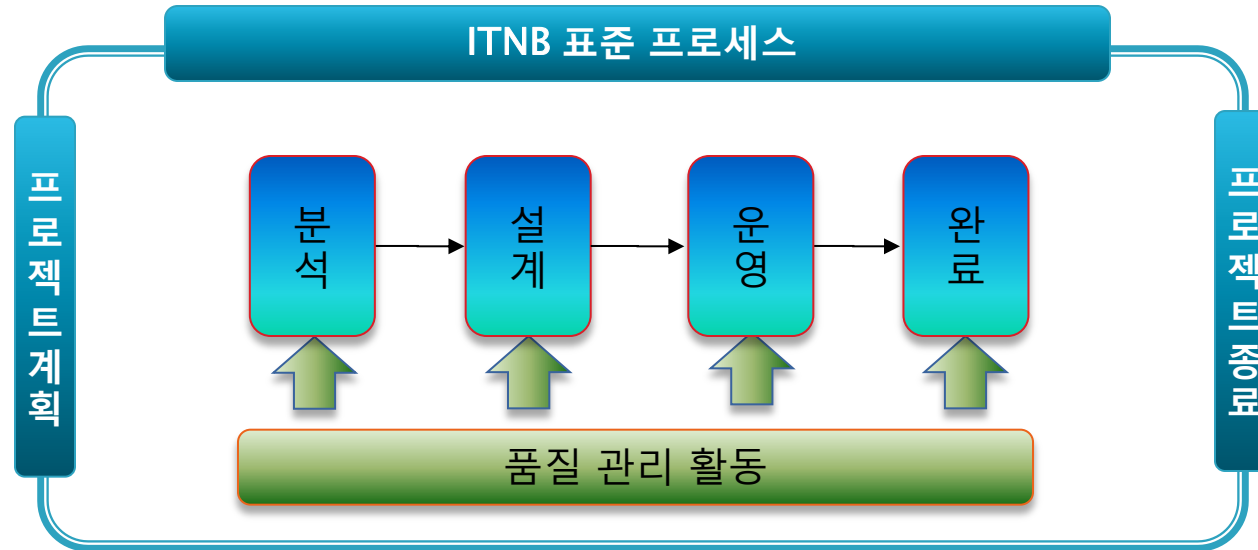 ITNB 표준 프로세스
프로젝트계획
분석
설계
운영
완료
프로젝트종료
품질 관리 활동